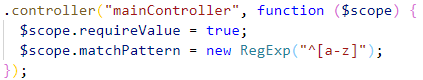 .controller("mainController", function ($scope) {
  $scope.requireValue = true;
  $scope.matchPattern = new RegExp("^[a-z]");
});